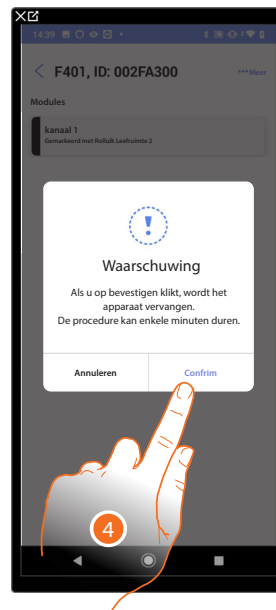 14:39
F401, ID: 002FA300
•••Meer
Modules
kanaal 1
Gemarkeerd met Rolluik Leefruimte 2
Waarschuwing
Als u op bevestigen klikt, wordt het
apparaat vervangen.
De procedure kan enkele minuten duren.
Annuleren
Confrim
4